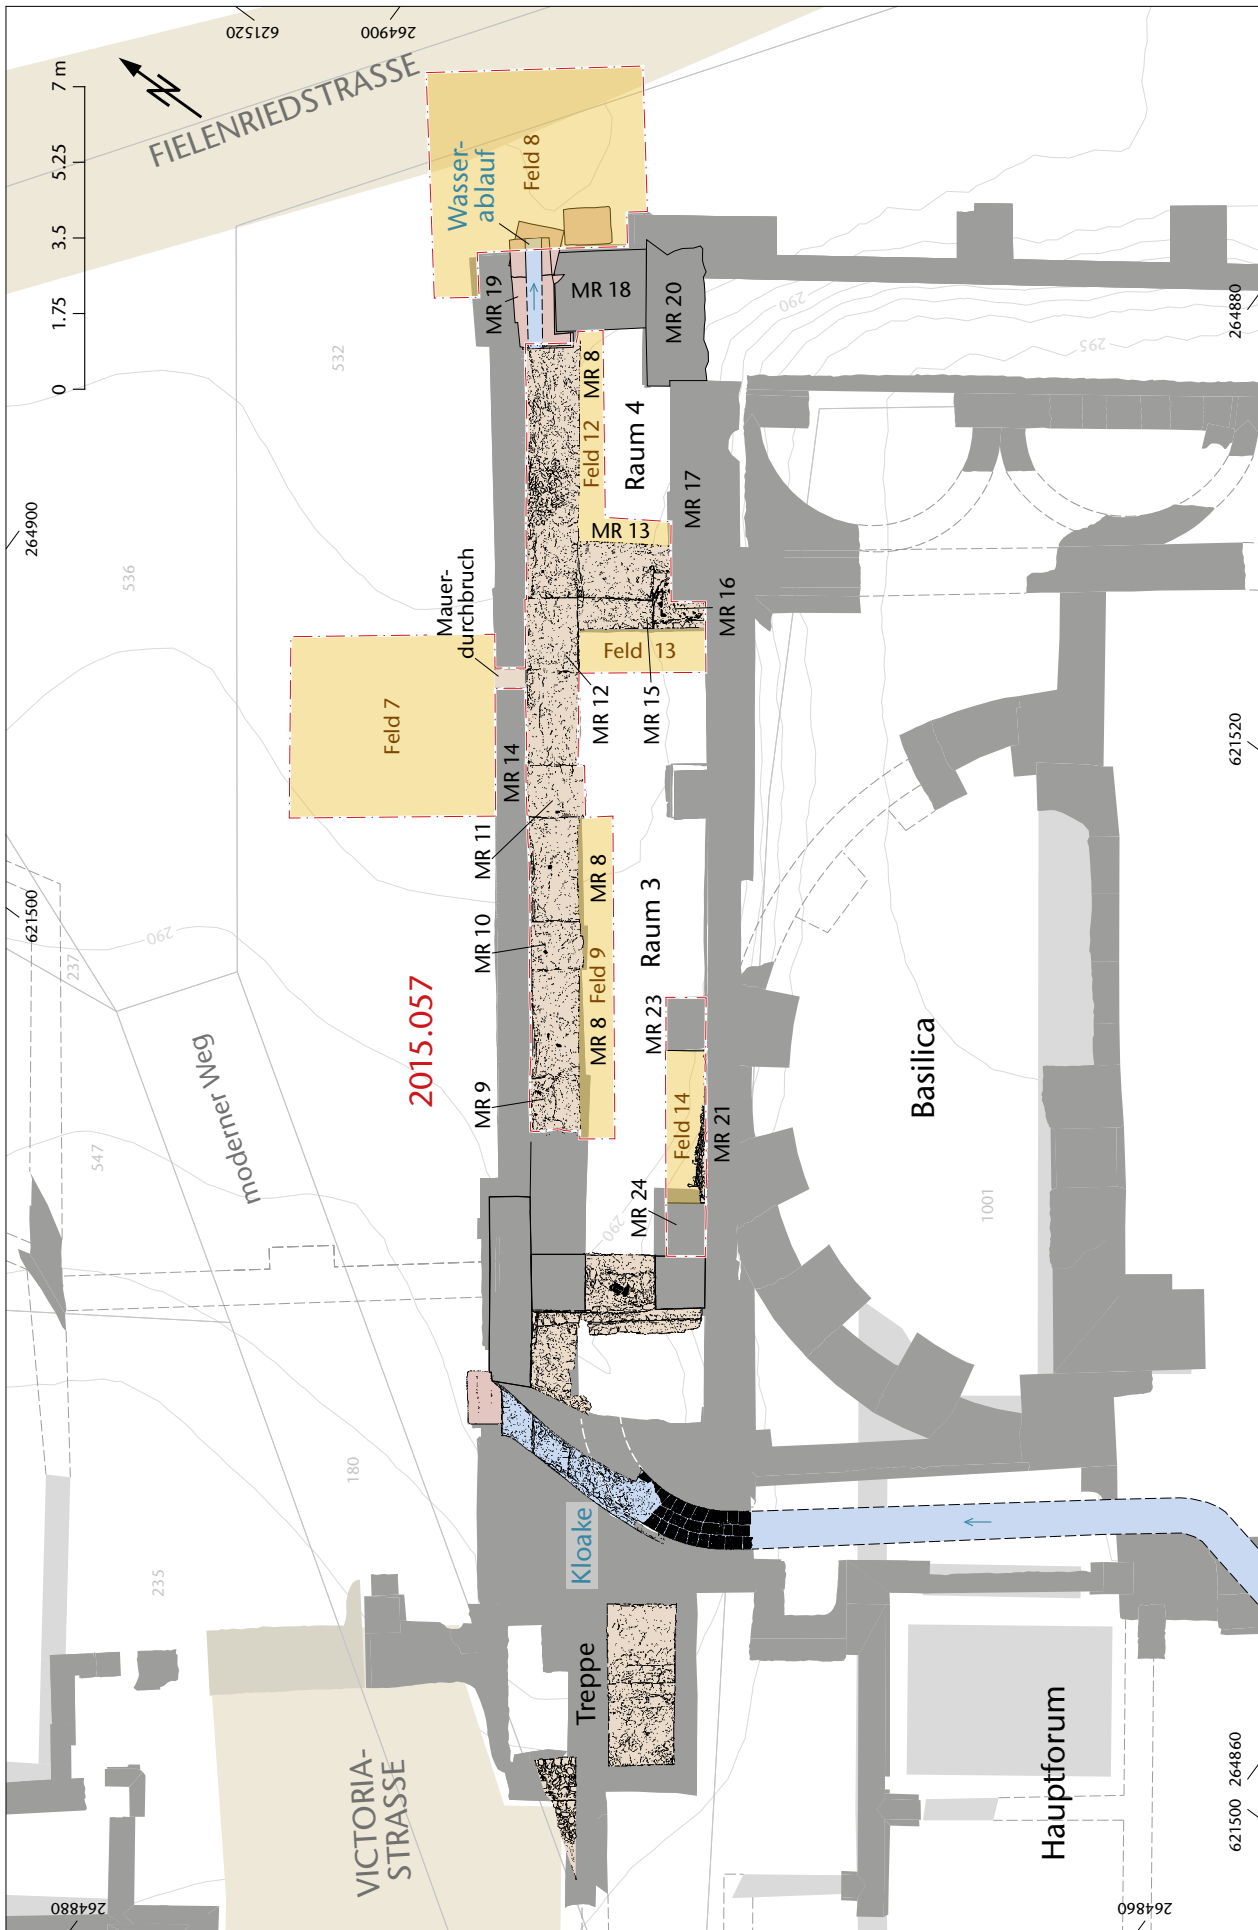 621520
264900
7 m
5.25
3.5
1.75
0
N
FIELENRIEDSTRASSE
Feld 8
Wasser-
ablauf
MR 19
MR 18
MR 20
264880
290
295
532
MR 8
Feld 12
Raum 4
MR 17
MR 13
MR 16
264900
536
Mauer-
durchbruch
Feld 13
Feld 7
MR 14
MR 12
MR 15
621520
MR 11
MR 8
Raum 3
621500
290
237
MR 10
Feld 9
MR 23
2015.057
MR 9
MR 8
Feld 14
MR 21
Basilica
moderner Weg
547
MR 24
290
1001
180
Kloake
235
Treppe
VICTORIA-
STRASSE
Hauptforum
264860
621500
264880
264860